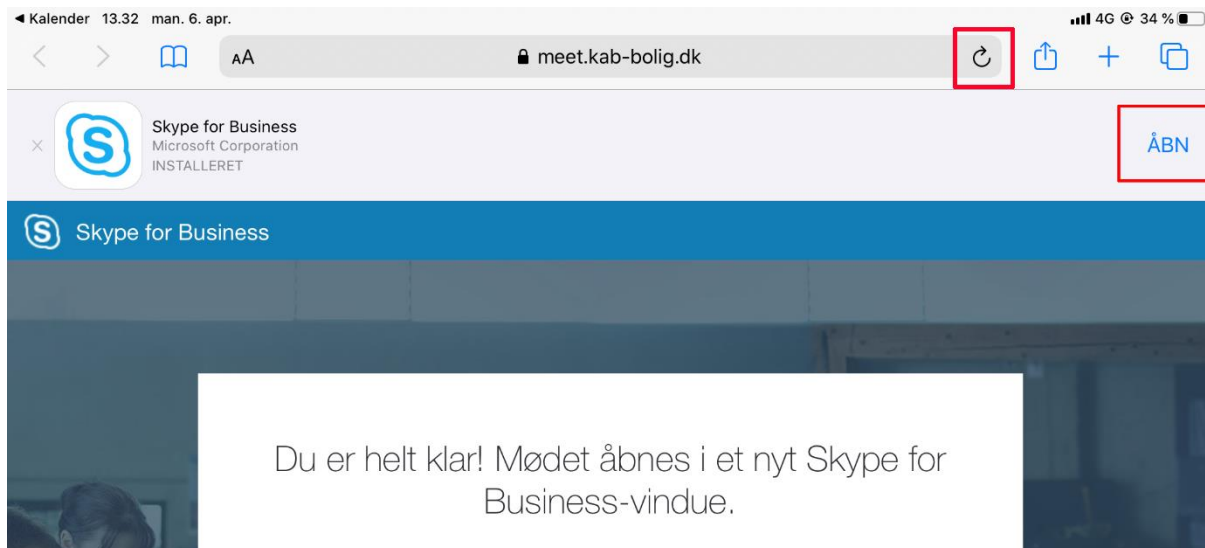 ◀ Kalender 13.32 man. 6. apr. 4G 34 %
AA meet.kab-bolig.dk
Skype for Business
Microsoft Corporation
INSTALLERET
ÅBN
S Skype for Business
Du er helt klar! Mødet åbnes i et nyt Skype for
Business-vindue.